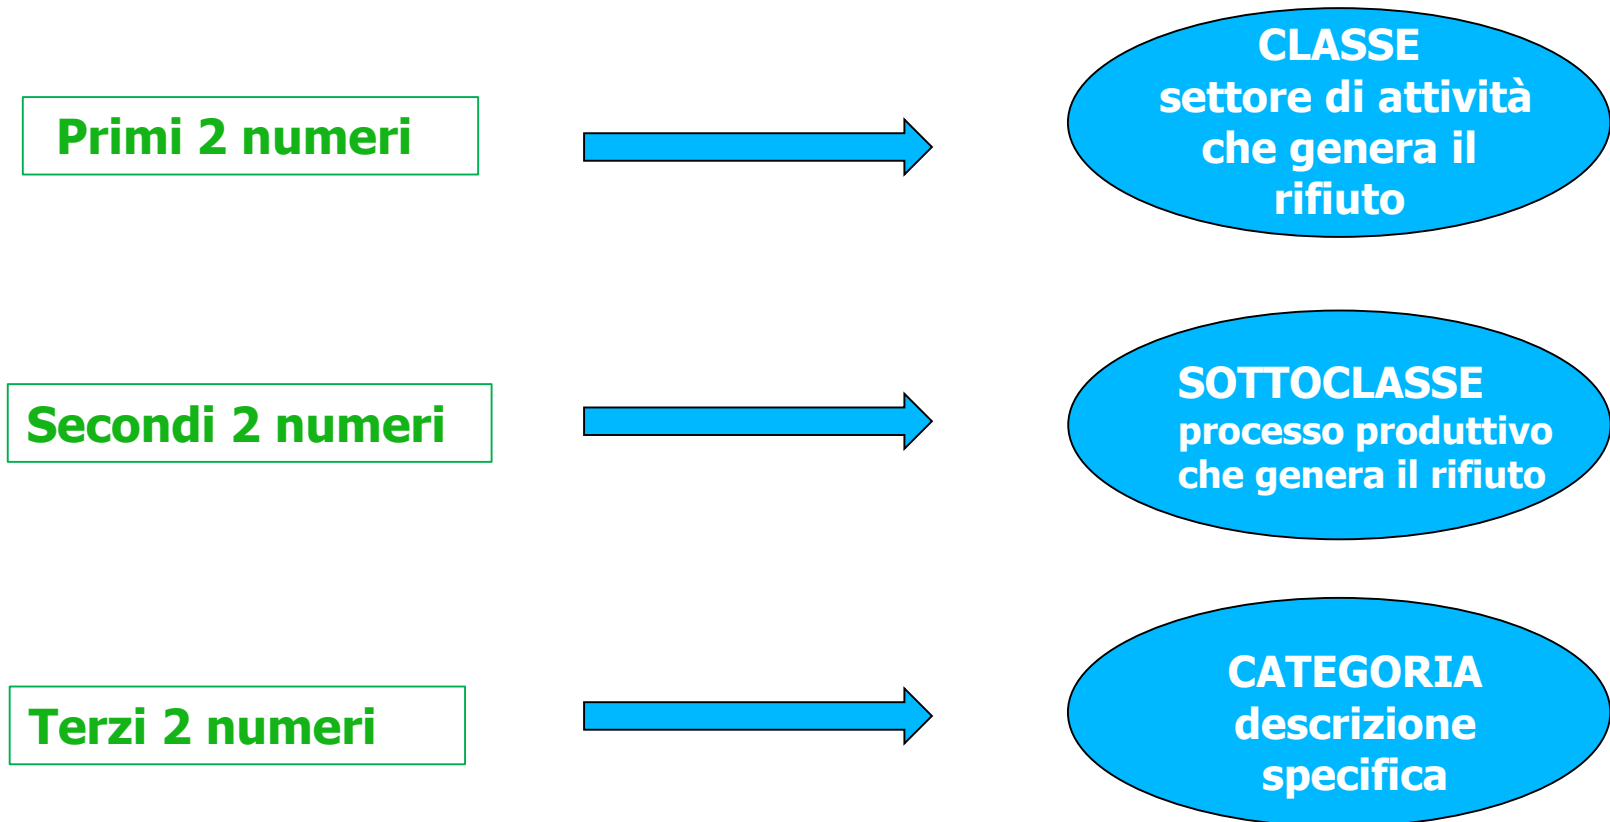 Primi 2 numeri
CLASSE
settore di attività
che genera il
rifiuto
Secondi 2 numeri
SOTTOCLASSE
processo produttivo
che genera il rifiuto
Terzi 2 numeri
CATEGORIA
descrizione
specifica